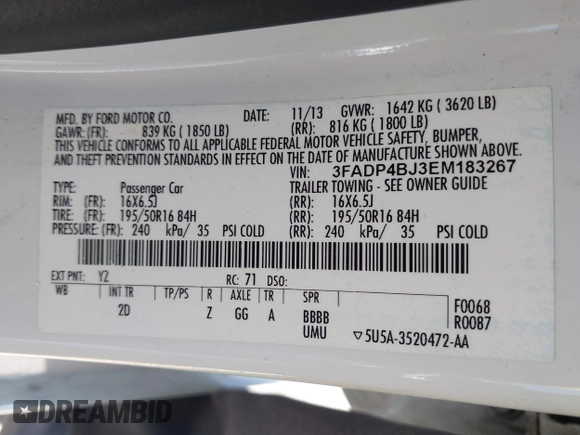 MFD. BY FORD MOTOR CO.
DATE: 11/13 GVWR: 1642 KG ( 3620 LB)
GAWR: (FR): 839 KG ( 1850 LB) (RR): 816 KG ( 1800 LB)
THIS VEHICLE CONFORMS TO ALL APPLICABLE FEDERAL MOTOR VEHICLE SAFETY, BUMPER,
AND THEFT PREVENTION STANDARDS IN EFFECT ON THE DATE OF MANUFACTURE SHOWN ABOVE.
VIN: 3FADP4BJ3EM183267
TYPE: Passenger Car TRAILER TOWING - SEE OWNER GUIDE
RIM: (FR): 16X6.5J (RR): 16X6.5J
TIRE: (FR): 195/50R16 84H (RR): 195/50R16 84H
PRESSURE: (FR): 240 kPa/ 35 PSI COLD (RR): 240 kPa/ 35 PSI COLD
EXT PNT: YZ RC: 71 DSO:
WB INT TR TP/PS R AXLE TR SPR F0068
2D Z GG A BBBB R0087
UMU ▽5U5A-3520472-AA
DREAMBID